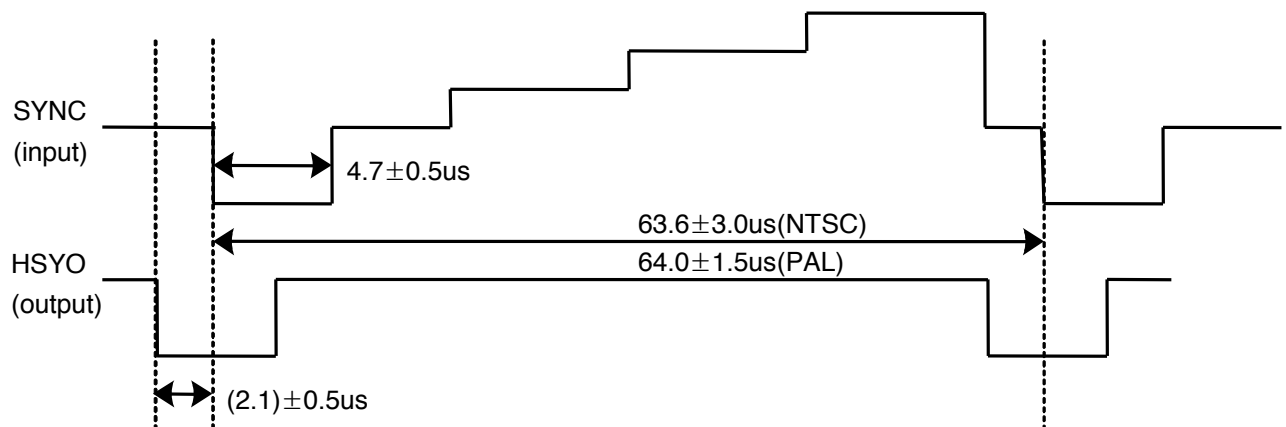 SYNC
(input)
4.7±0.5us
63.6±3.0us(NTSC)
64.0±1.5us(PAL)
HSYO
(output)
(2.1)±0.5us